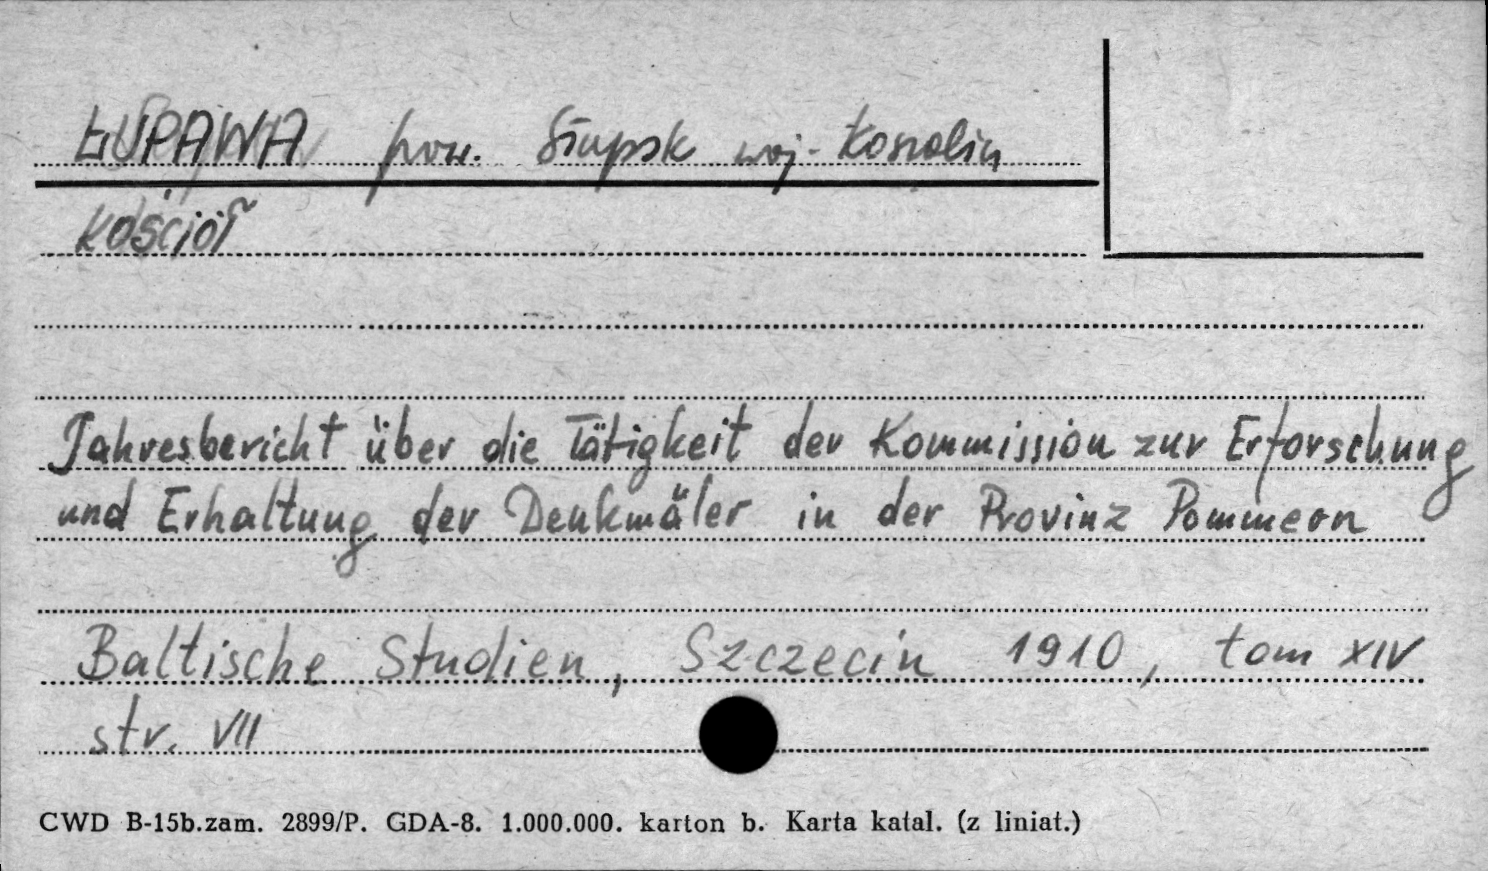 ŁUPAWA pow. Słupsk woj. Koszalin
KOŚCIÓŁ
Jahresbericht über die Tätigkeit der Kommission zur Erforschung
und Erhaltung der Denkmäler in der Provinz Pommern
Baltische Studien, Szczecin 1910, tom XIV
str. VII
CWD B-15b.zam. 2899/P. GDA-8. 1.000.000. karton b. Karta katal. (z liniat.)